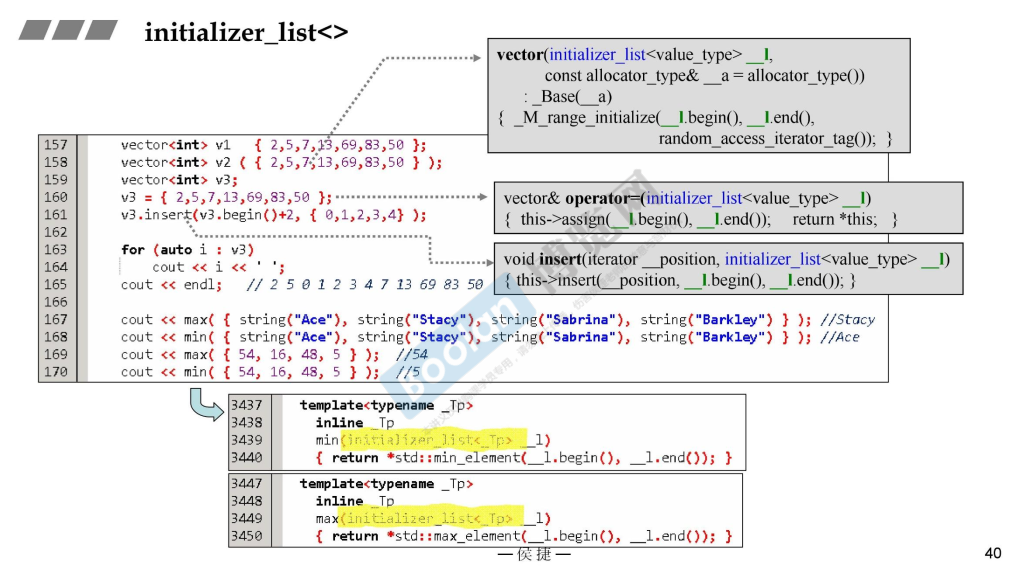 initializer_list<>
vector(initializer_list<value_type> __l,
const allocator_type& __a = allocator_type())
: _Base(__a)
{ _M_range_initialize(__l.begin(), __l.end(),
random_access_iterator_tag()); }
157 vector<int> v1 { 2,5,7,13,69,83,50 };
158 vector<int> v2 ( { 2,5,7,13,69,83,50 } );
159 vector<int> v3;
160 v3 = { 2,5,7,13,69,83,50 };
161 v3.insert(v3.begin()+2, { 0,1,2,3,4} );
162
163 for (auto i : v3)
164 cout << i << ' ';
165 cout << endl; // 2 5 0 1 2 3 4 7 13 69 83 50
166
167 cout << max( { string("Ace"), string("Stacy"), string("Sabrina"), string("Barkley") } ); //Stacy
168 cout << min( { string("Ace"), string("Stacy"), string("Sabrina"), string("Barkley") } ); //Ace
169 cout << max( { 54, 16, 48, 5 } ); //54
170 cout << min( { 54, 16, 48, 5 } ); //5
vector& operator=(initializer_list<value_type> __l)
{ this->assign(__l.begin(), __l.end()); return *this; }
void insert(iterator __position, initializer_list<value_type> __l)
{ this->insert(__position, __l.begin(), __l.end()); }
3437 template<typename _Tp>
3438 inline _Tp
3439 min(initializer_list<_Tp> __l)
3440 { return *std::min_element(__l.begin(), __l.end()); }
3447 template<typename _Tp>
3448 inline _Tp
3449 max(initializer_list<_Tp> __l)
3450 { return *std::max_element(__l.begin(), __l.end()); }
Boolan 博览网
— 侯捷 —
40